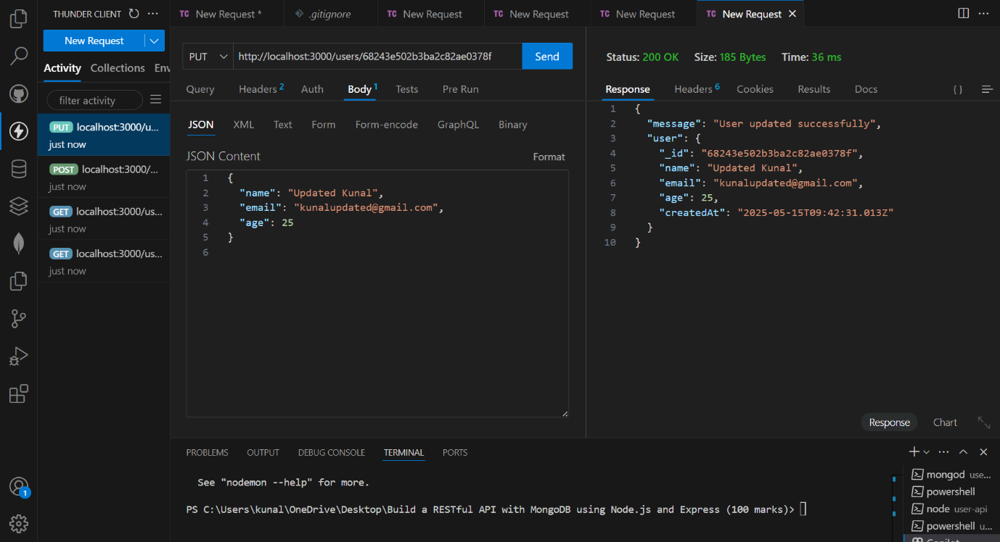 THUNDER CLIENT
New Request
Activity Collections Env
filter activity
PUT localhost:3000/u...
just now
POST localhost:3000/...
just now
GET localhost:3000/us...
just now
GET localhost:3000/us...
just now
1
TC New Request *
.gitignore
TC New Request
TC New Request
TC New Request
TC New Request
PUT http://localhost:3000/users/68243e502b3ba2c82ae0378f Send
Query Headers 2 Auth Body 1 Tests Pre Run
JSON XML Text Form Form-encode GraphQL Binary
JSON Content Format
1 {
2 "name": "Updated Kunal",
3 "email": "kunalupdated@gmail.com",
4 "age": 25
5 }
6
Status: 200 OK Size: 185 Bytes Time: 36 ms
Response Headers 6 Cookies Results Docs { }
1 {
2 "message": "User updated successfully",
3 "user": {
4 "_id": "68243e502b3ba2c82ae0378f",
5 "name": "Updated Kunal",
6 "email": "kunalupdated@gmail.com",
7 "age": 25,
8 "createdAt": "2025-05-15T09:42:31.013Z"
9 }
10 }
Response Chart
PROBLEMS OUTPUT DEBUG CONSOLE TERMINAL PORTS
See "nodemon --help" for more.
PS C:\Users\kunal\OneDrive\Desktop\Build a RESTful API with MongoDB using Node.js and Express (100 marks)>
mongod use...
powershell
node user-api
powershell u...
Copilot